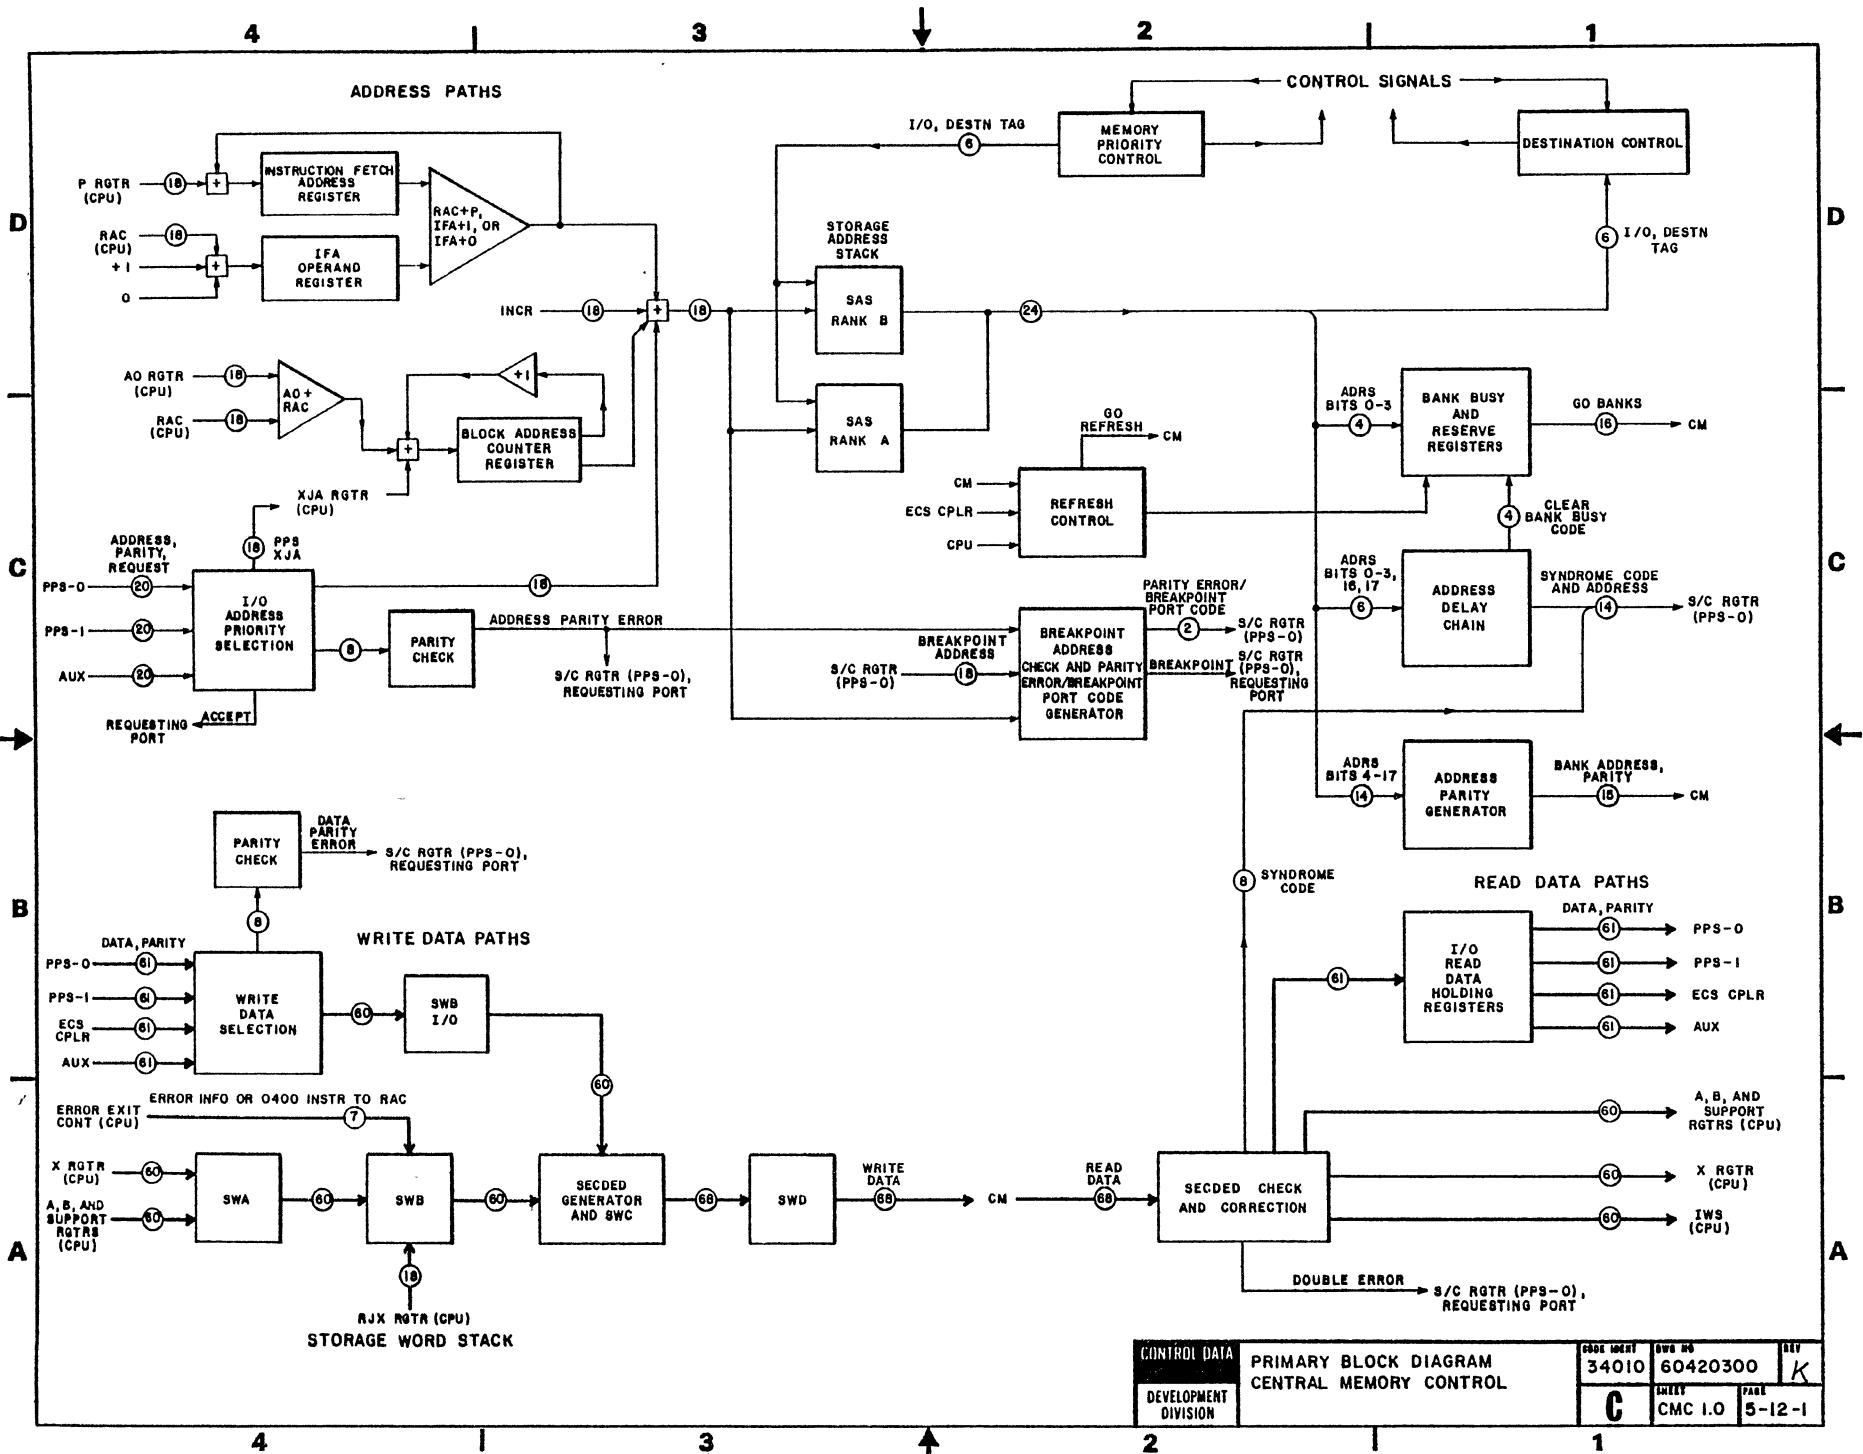 4 3 2 1
ADDRESS PATHS
CONTROL SIGNALS
I/O, DESTN TAG
6
MEMORY
PRIORITY
CONTROL
DESTINATION CONTROL
P RGTR
(CPU)
18
+
INSTRUCTION FETCH
ADDRESS
REGISTER
RAC+P,
IFA+1, OR
IFA+0
D
D
RAC
(CPU)
18
+1
0
+
IFA
OPERAND
REGISTER
STORAGE
ADDRESS
STACK
6
I/O, DESTN
TAG
INCR
18
+
18
SAS
RANK B
24
A0 RGTR
(CPU)
18
RAC
(CPU)
18
A0+
RAC
+1
+
BLOCK ADDRESS
COUNTER
REGISTER
SAS
RANK A
ADRS
BITS 0-3
4
BANK BUSY
AND
RESERVE
REGISTERS
GO BANKS
16
CM
GO
REFRESH
CM
XJA RGTR
(CPU)
CM
ECS CPLR
CPU
REFRESH
CONTROL
4
CLEAR
BANK BUSY
CODE
18
PPS
XJA
C
C
ADDRESS,
PARITY,
REQUEST
PPS-0
20
PPS-1
20
AUX
20
I/O
ADDRESS
PRIORITY
SELECTION
18
8
PARITY
CHECK
ADDRESS PARITY ERROR
S/C RGTR (PPS-0),
REQUESTING PORT
ACCEPT
REQUESTING
PORT
BREAKPOINT
ADDRESS
S/C RGTR
(PPS-0)
18
BREAKPOINT
ADDRESS
CHECK AND PARITY
ERROR/BREAKPOINT
PORT CODE
GENERATOR
PARITY ERROR/
BREAKPOINT
PORT CODE
2
S/C RGTR
(PPS-0)
BREAKPOINT
S/C RGTR
(PPS-0),
REQUESTING
PORT
ADRS
BITS 0-3,
16,17
6
ADDRESS
DELAY
CHAIN
SYNDROME CODE
AND ADDRESS
14
S/C RGTR
(PPS-0)
ADRS
BITS 4-17
14
ADDRESS
PARITY
GENERATOR
BANK ADDRESS,
PARITY
15
CM
PARITY
CHECK
DATA
PARITY
ERROR
S/C RGTR (PPS-0),
REQUESTING PORT
8
8
SYNDROME
CODE
READ DATA PATHS
B
B
WRITE DATA PATHS
DATA, PARITY
PPS-0
61
PPS-1
61
ECS
CPLR
61
AUX
61
WRITE
DATA
SELECTION
60
SWB
I/O
60
61
I/O
READ
DATA
HOLDING
REGISTERS
DATA, PARITY
61
PPS-0
61
PPS-1
61
ECS CPLR
61
AUX
ERROR INFO OR 0400 INSTR TO RAC
ERROR EXIT
CONT (CPU)
7
X RGTR
(CPU)
60
A, B, AND
SUPPORT
RGTRS
(CPU)
60
SWA
60
SWB
60
SECDED
GENERATOR
AND SWC
68
SWD
WRITE
DATA
68
CM
READ
DATA
68
SECDED CHECK
AND CORRECTION
60
A, B, AND
SUPPORT
RGTRS (CPU)
60
X RGTR
(CPU)
60
IWS
(CPU)
A
A
18
RJX RGTR (CPU)
STORAGE WORD STACK
DOUBLE ERROR
S/C RGTR (PPS-0),
REQUESTING PORT
CONTROL DATA
DEVELOPMENT
DIVISION
PRIMARY BLOCK DIAGRAM
CENTRAL MEMORY CONTROL
CODE IDENT
34010
DWG NO
60420300
REV
K
C
SHEET
CMC 1.0
PAGE
5-12-1
4 3 2 1